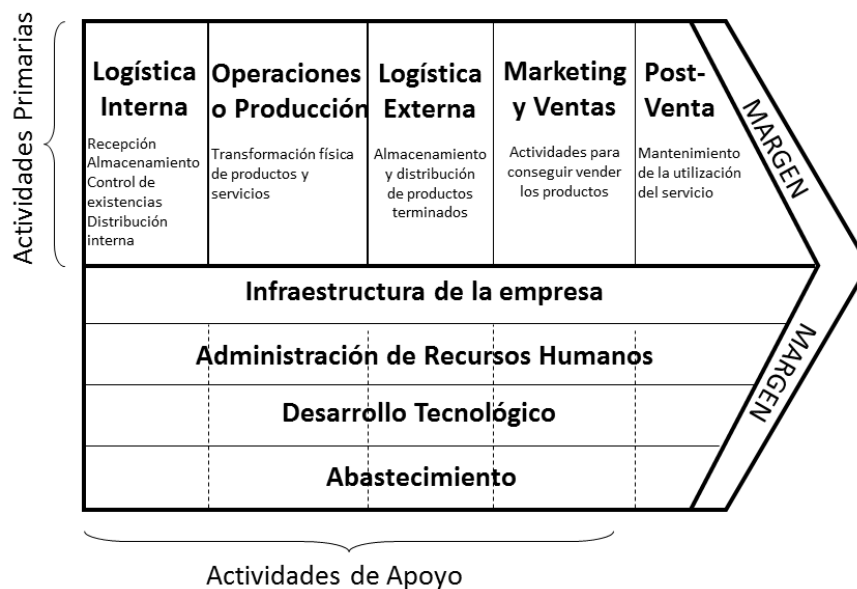 Actividades Primarias
Logística
Interna
Recepción
Almacenamiento
Control de
existencias
Distribución
interna
Operaciones
o Producción
Transformación física
de productos y
servicios
Logística
Externa
Almacenamiento
y distribución
de productos
terminados
Marketing
y Ventas
Actividades para
conseguir vender
los productos
Post-
Venta
Mantenimiento
de la utilización
del servicio
MARGEN
Infraestructura de la empresa
Administración de Recursos Humanos
Desarrollo Tecnológico
Abastecimiento
MARGEN
Actividades de Apoyo